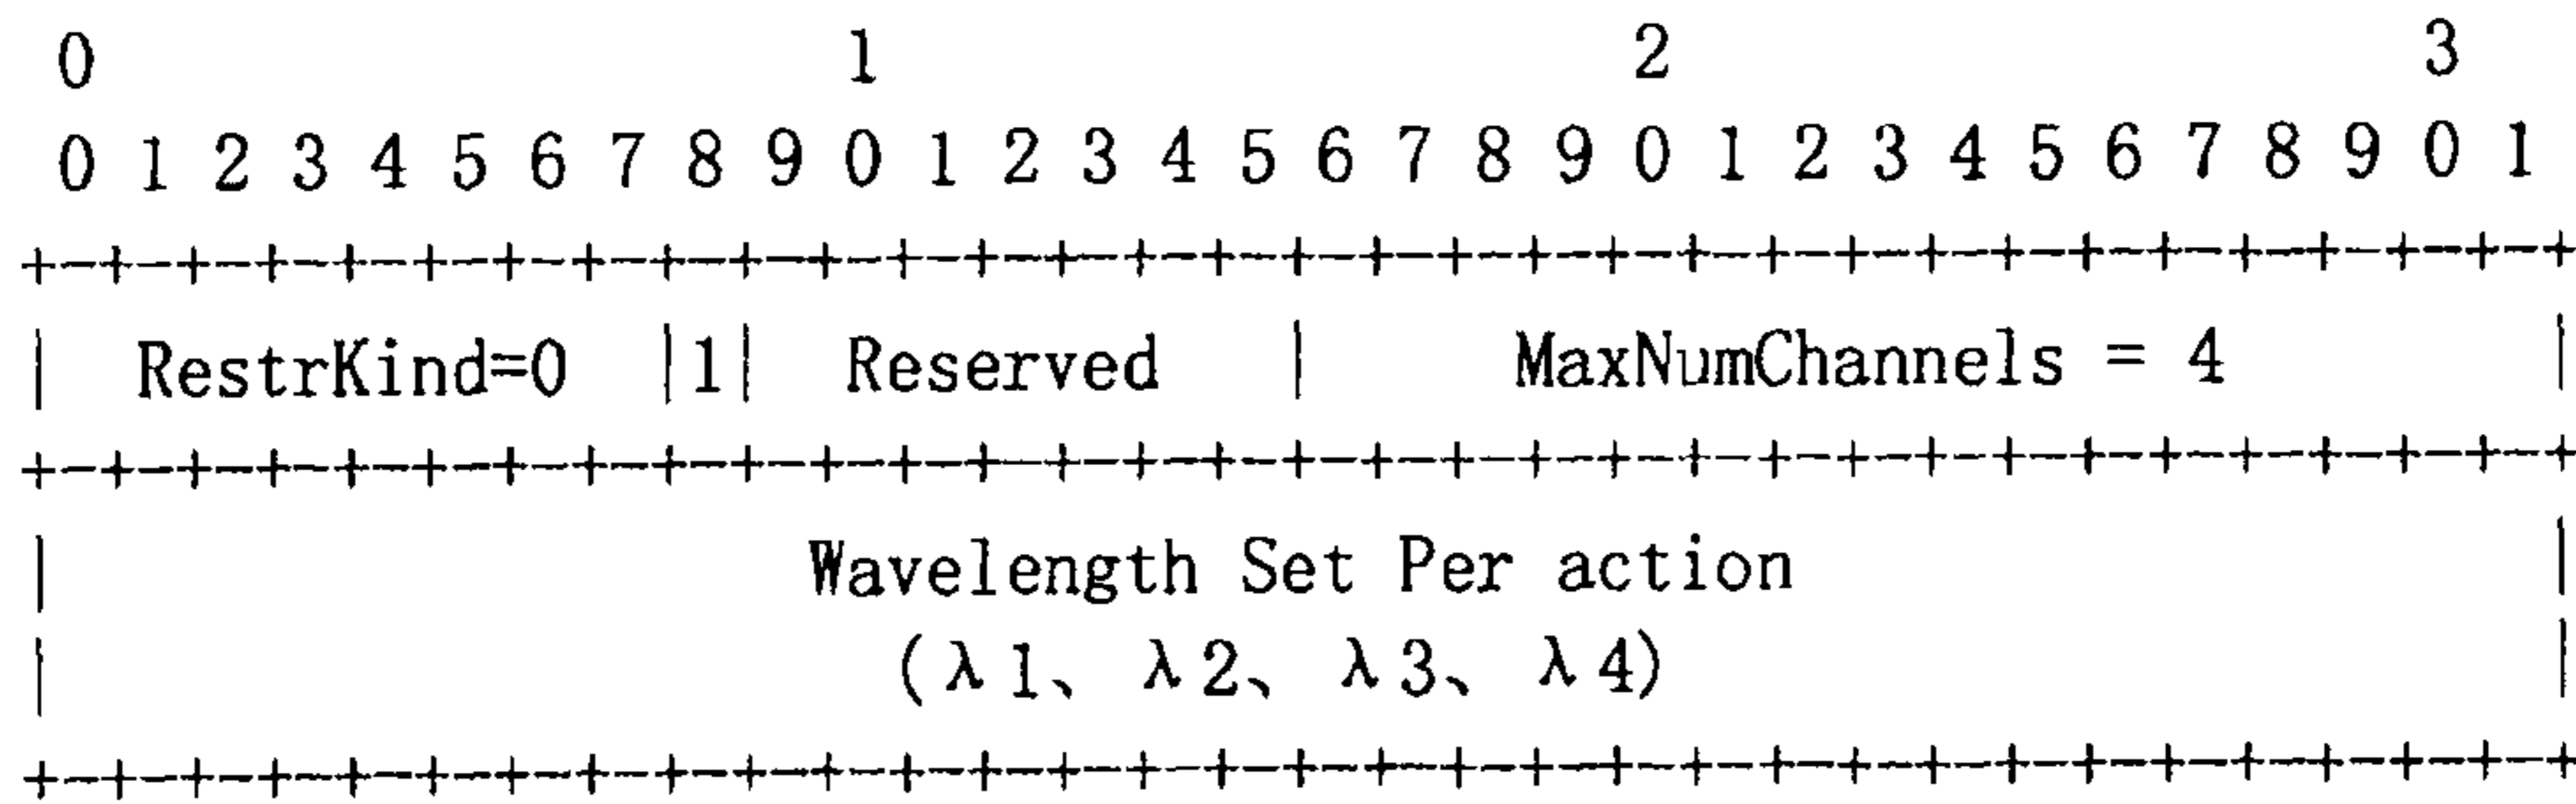 0 1 2 3
0 1 2 3 4 5 6 7 8 9 0 1 2 3 4 5 6 7 8 9 0 1 2 3 4 5 6 7 8 9 0 1
+-+-+-+-+-+-+-+-+-+-+-+-+-+-+-+-+-+-+-+-+-+-+-+-+-+-+-+-+-+-+-+-+
| RestrKind=0 |1| Reserved | MaxNumChannels = 4 |
+-+-+-+-+-+-+-+-+-+-+-+-+-+-+-+-+-+-+-+-+-+-+-+-+-+-+-+-+-+-+-+-+
| Wavelength Set Per action |
| (λ1、λ2、λ3、λ4) |
+-+-+-+-+-+-+-+-+-+-+-+-+-+-+-+-+-+-+-+-+-+-+-+-+-+-+-+-+-+-+-+-+